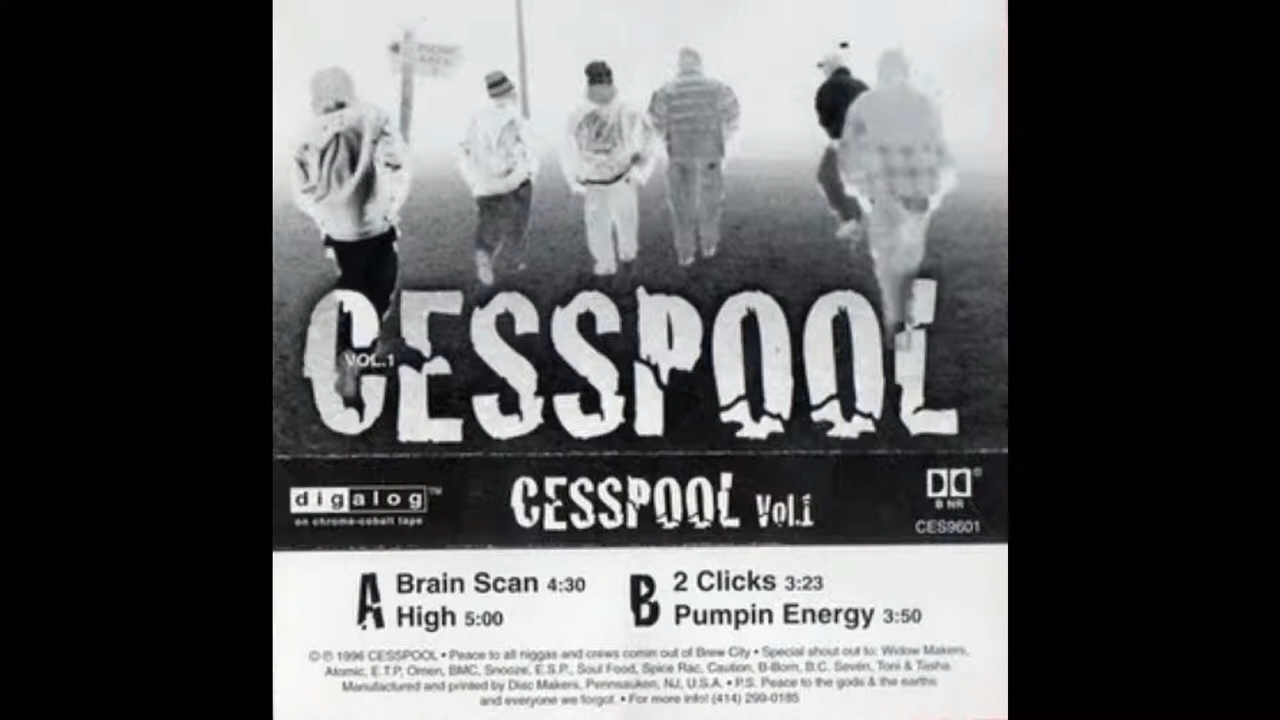 PICNIC
AREA
VOL.1
CESSPOOL
digalog™
on chrome-cobalt tape
CESSPOOL Vol.1
B NR
CES9601
A Brain Scan 4:30
High 5:00
B 2 Clicks 3:23
Pumpin Energy 3:50
© ℗ 1996 CESSPOOL • Peace to all niggas and crews comin out of Brew City • Special shout out to: Widow Makers,
Atomic, E.T.P, Omen, BMC, Snooze, E.S.P., Soul Food, Spice Rac, Caution, B-Born, B.C. Seven, Toni & Tasha
Manufactured and printed by Disc Makers, Pennsauken, NJ, U.S.A. • P.S. Peace to the gods & the earths
and everyone we forgot. • For more info! (414) 299-0185